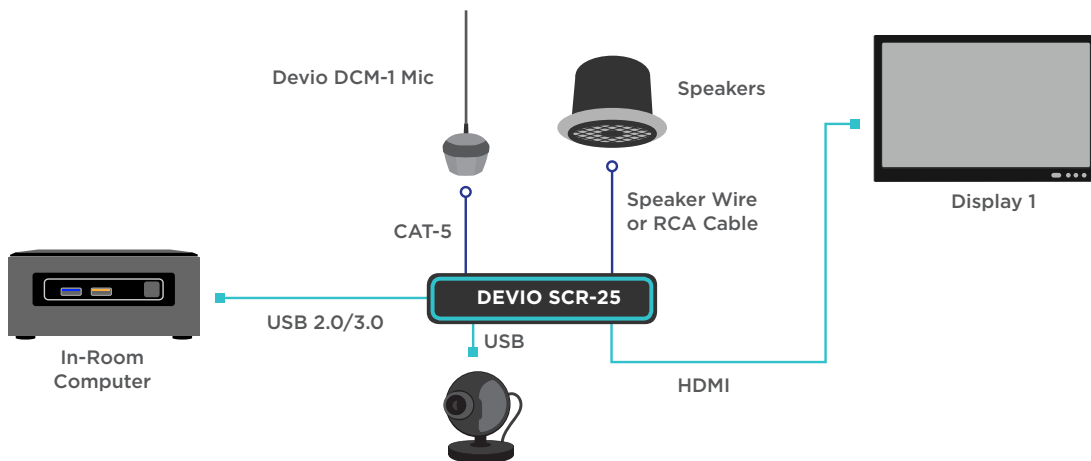 Devio DCM-1 Mic
Speakers
Display 1
CAT-5
Speaker Wire
or RCA Cable
DEVIO SCR-25
USB 2.0/3.0
USB
In-Room
Computer
HDMI